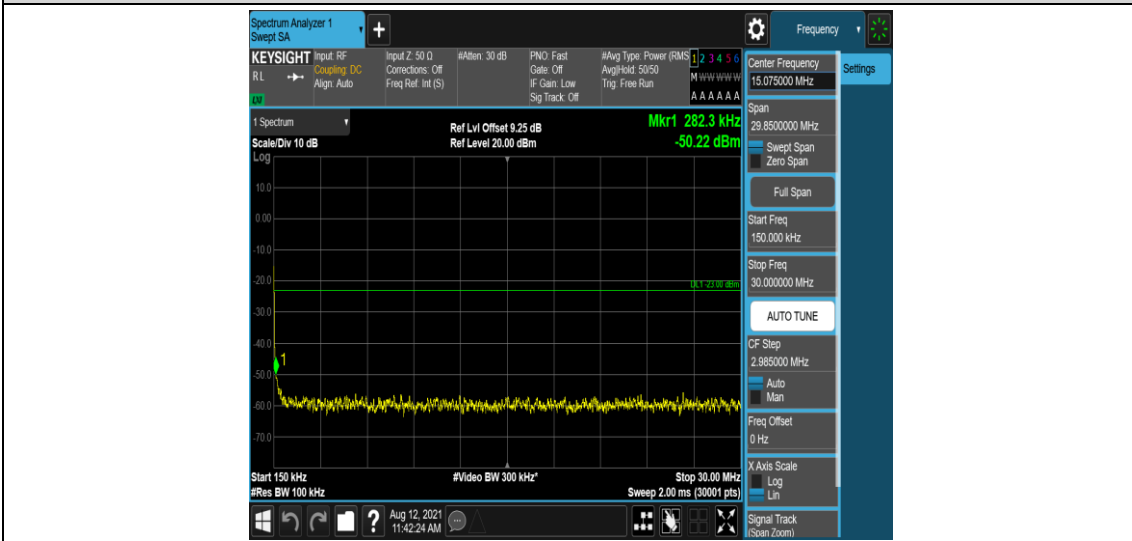 Spectrum Analyzer 1
Swept SA
+
Frequency
KEYSIGHT
RL
Input: RF
Coupling: DC
Align: Auto
Input Z: 50 Ω
Corrections: Off
Freq Ref: Int (S)
#Atten: 30 dB
PNO: Fast
Gate: Off
IF Gain: Low
Sig Track: Off
#Avg Type: Power (RMS
Avg|Hold: 50/50
Trig: Free Run
1 2 3 4 5 6
M W W W W W
A A A A A A
1 Spectrum
Scale/Div 10 dB
Log
Ref Lvl Offset 9.25 dB
Ref Level 20.00 dBm
Mkr1 282.3 kHz
-50.22 dBm
10.0
0.00
-10.0
-20.0
-30.0
-40.0
-50.0
-60.0
-70.0
DL1 -23.00 dBm
1
Start 150 kHz
#Res BW 100 kHz
#Video BW 300 kHz*
Stop 30.00 MHz
Sweep 2.00 ms (30001 pts)
Center Frequency
15.075000 MHz
Span
29.8500000 MHz
Swept Span
Zero Span
Full Span
Start Freq
150.000 kHz
Stop Freq
30.000000 MHz
AUTO TUNE
CF Step
2.985000 MHz
Auto
Man
Freq Offset
0 Hz
X Axis Scale
Log
Lin
Signal Track
(Span Zoom)
Settings
?
Aug 12, 2021
11:42:24 AM